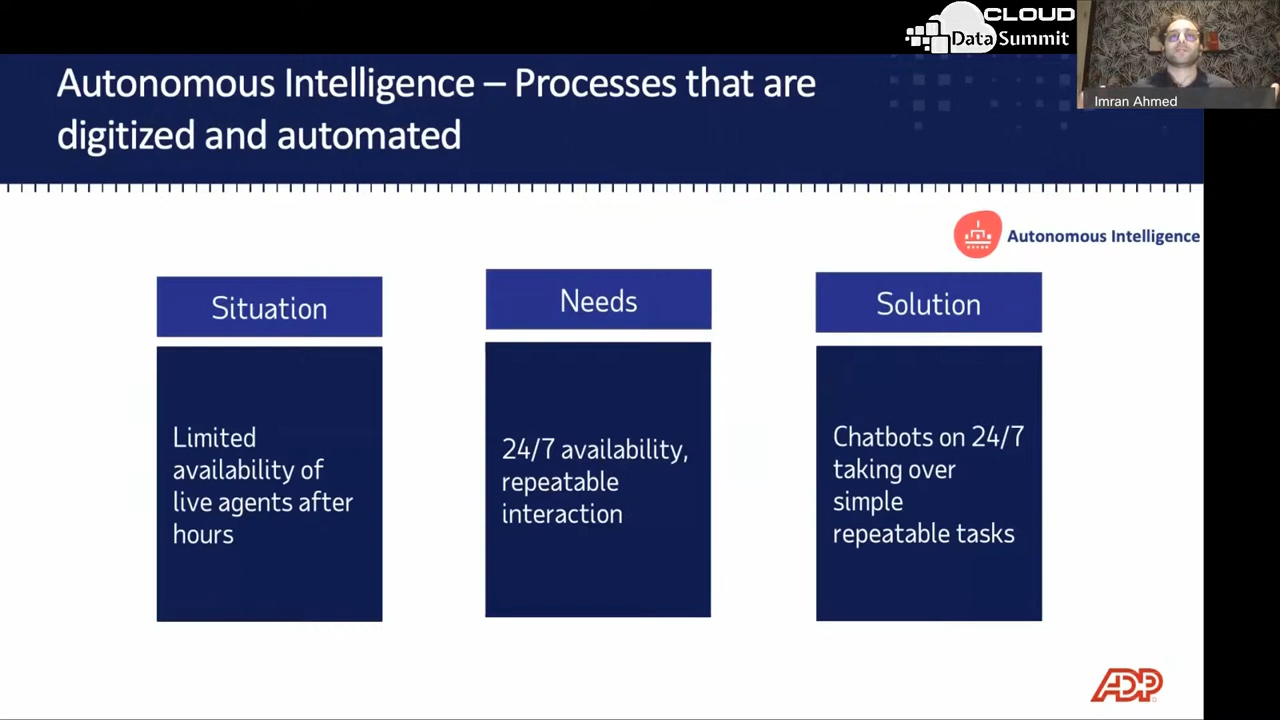 CLOUD
Data Summit
Imran Ahmed
Autonomous Intelligence – Processes that are
digitized and automated
Autonomous Intelligence
Situation
Limited
availability of
live agents after
hours
Needs
24/7 availability,
repeatable
interaction
Solution
Chatbots on 24/7
taking over
simple
repeatable tasks
ADP